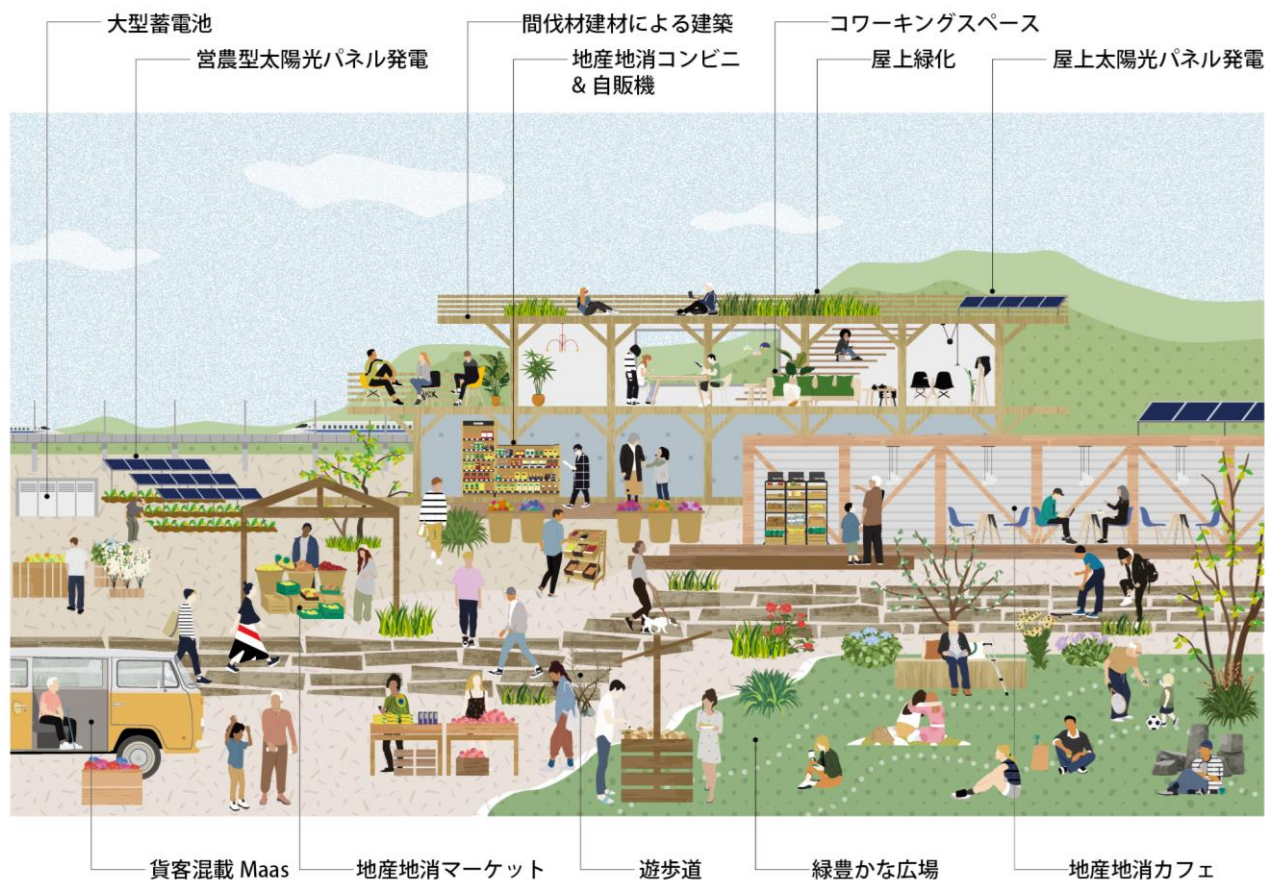 大型蓄電池
間伐材建材による建築
コワーキングスペース
営農型太陽光パネル発電
地産地消コンビニ
& 自販機
屋上緑化
屋上太陽光パネル発電
貨客混載 Maas
地産地消マーケット
遊歩道
緑豊かな広場
地産地消カフェ